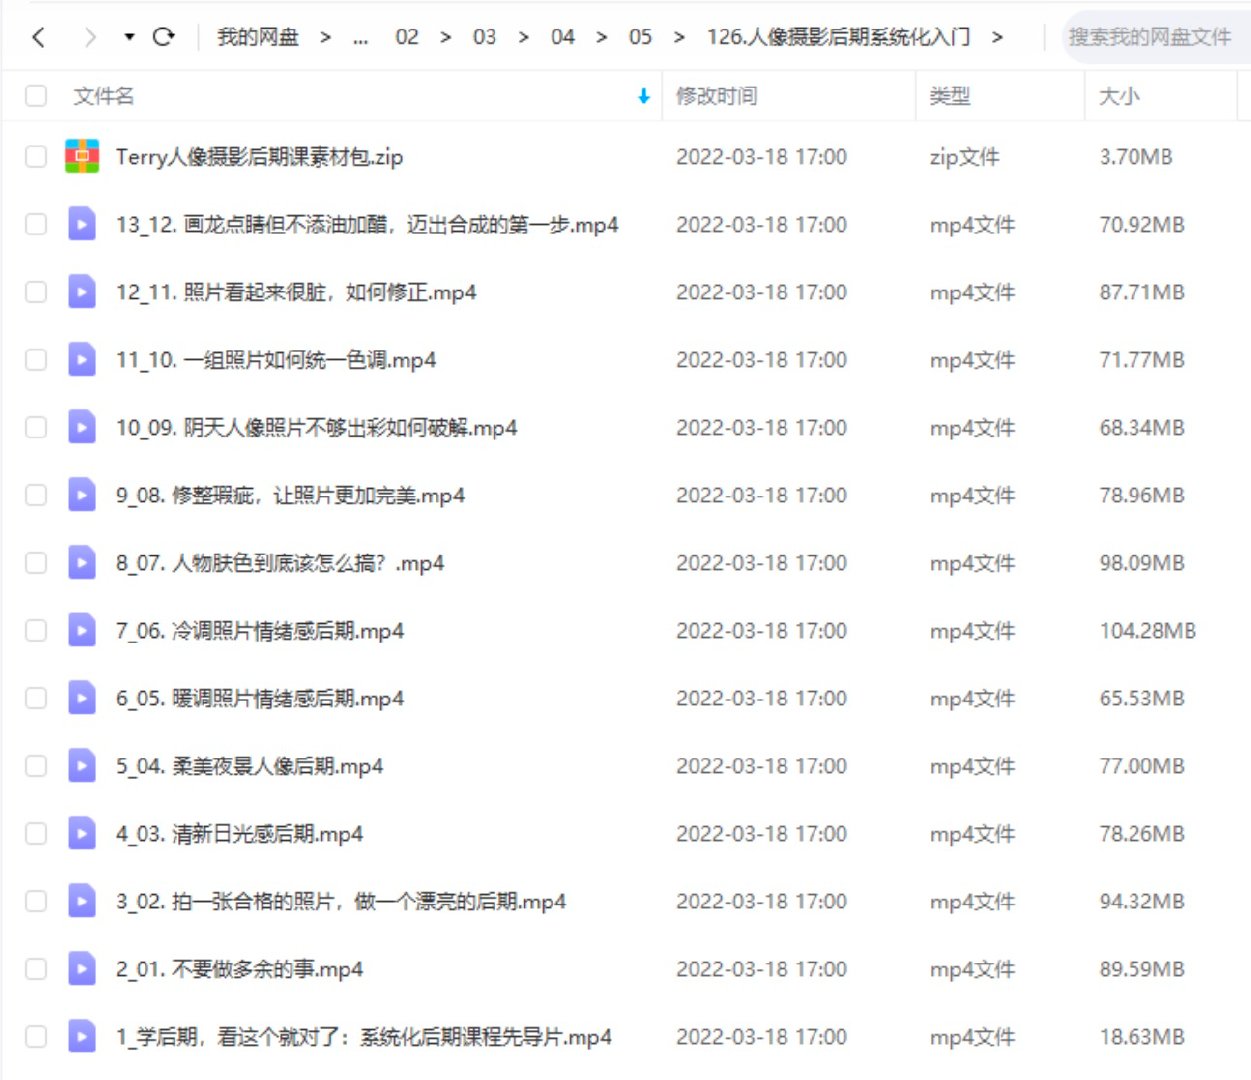 我的网盘 > ... 02 > 03 > 04 > 05 > 126.人像摄影后期系统化入门 > 搜索我的网盘文件
文件名 修改时间 类型 大小
Terry人像摄影后期课素材包.zip 2022-03-18 17:00 zip文件 3.70MB
13_12. 画龙点睛但不添油加醋，迈出合成的第一步.mp4 2022-03-18 17:00 mp4文件 70.92MB
12_11. 照片看起来很脏，如何修正.mp4 2022-03-18 17:00 mp4文件 87.71MB
11_10. 一组照片如何统一色调.mp4 2022-03-18 17:00 mp4文件 71.77MB
10_09. 阴天人像照片不够出彩如何破解.mp4 2022-03-18 17:00 mp4文件 68.34MB
9_08. 修整瑕疵，让照片更加完美.mp4 2022-03-18 17:00 mp4文件 78.96MB
8_07. 人物肤色到底该怎么搞？.mp4 2022-03-18 17:00 mp4文件 98.09MB
7_06. 冷调照片情绪感后期.mp4 2022-03-18 17:00 mp4文件 104.28MB
6_05. 暖调照片情绪感后期.mp4 2022-03-18 17:00 mp4文件 65.53MB
5_04. 柔美夜景人像后期.mp4 2022-03-18 17:00 mp4文件 77.00MB
4_03. 清新日光感后期.mp4 2022-03-18 17:00 mp4文件 78.26MB
3_02. 拍一张合格的照片，做一个漂亮的后期.mp4 2022-03-18 17:00 mp4文件 94.32MB
2_01. 不要做多余的事.mp4 2022-03-18 17:00 mp4文件 89.59MB
1_学后期，看这个就对了：系统化后期课程先导片.mp4 2022-03-18 17:00 mp4文件 18.63MB